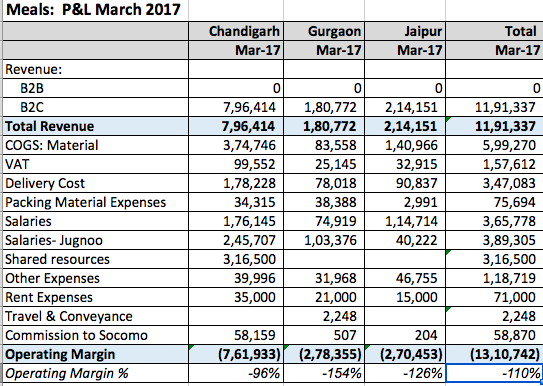 Meals: P&L March 2017
Chandigarh Gurgaon Jaipur Total
Mar-17 Mar-17 Mar-17 Mar-17
Revenue:
B2B 0 0 0 0
B2C 7,96,414 1,80,772 2,14,151 11,91,337
Total Revenue 7,96,414 1,80,772 2,14,151 11,91,337
COGS: Material 3,74,746 83,558 1,40,966 5,99,270
VAT 99,552 25,145 32,915 1,57,612
Delivery Cost 1,78,228 78,018 90,837 3,47,083
Packing Material Expenses 34,315 38,388 2,991 75,694
Salaries 1,76,145 74,919 1,14,714 3,65,778
Salaries- Jugnoo 2,45,707 1,03,376 40,222 3,89,305
Shared resources 3,16,500 3,16,500
Other Expenses 39,996 31,968 46,755 1,18,719
Rent Expenses 35,000 21,000 15,000 71,000
Travel & Conveyance 2,248 2,248
Commission to Socomo 58,159 507 204 58,870
Operating Margin (7,61,933) (2,78,355) (2,70,453) (13,10,742)
Operating Margin % -96% -154% -126% -110%